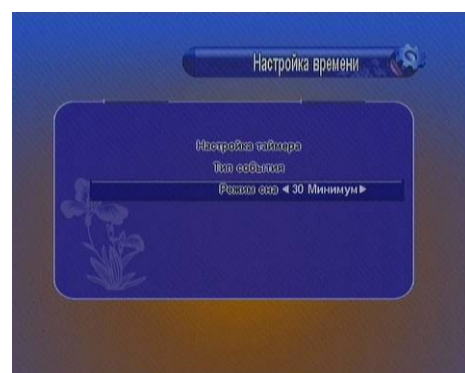 Настройка времени
Настройка таймера
Тип события
Режим сна ◀ 30 Минимум ▶